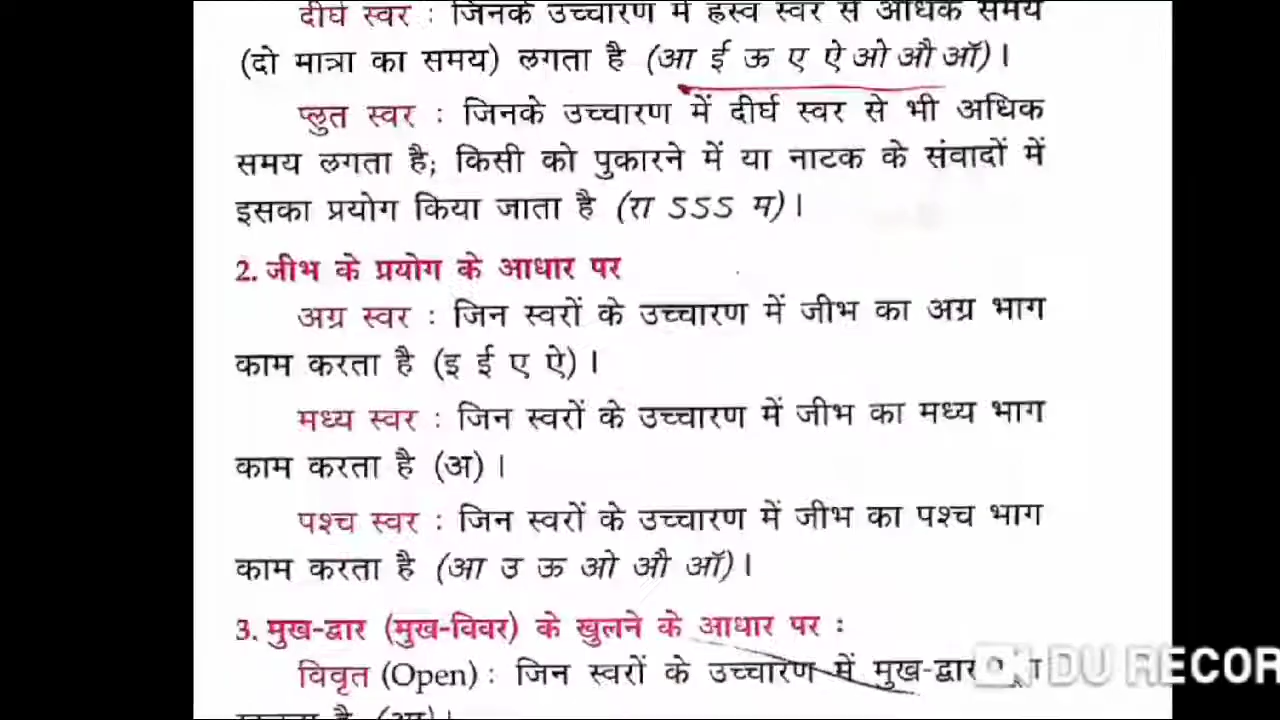 दीर्घ स्वर : जिनके उच्चारण में ह्रस्व स्वर से अधिक समय
(दो मात्रा का समय) लगता है (आ ई ऊ ए ऐ ओ औ ऑ)।
प्लुत स्वर : जिनके उच्चारण में दीर्घ स्वर से भी अधिक
समय लगता है; किसी को पुकारने में या नाटक के संवादों में
इसका प्रयोग किया जाता है (रा ऽऽऽ म)।
2. जीभ के प्रयोग के आधार पर
अग्र स्वर : जिन स्वरों के उच्चारण में जीभ का अग्र भाग
काम करता है (इ ई ए ऐ)।
मध्य स्वर : जिन स्वरों के उच्चारण में जीभ का मध्य भाग
काम करता है (अ)।
पश्च स्वर : जिन स्वरों के उच्चारण में जीभ का पश्च भाग
काम करता है (आ उ ऊ ओ औ ऑ)।
3. मुख-द्वार (मुख-विवर) के खुलने के आधार पर :
विवृत (Open) : जिन स्वरों के उच्चारण में मुख-द्वार
DU RECOR